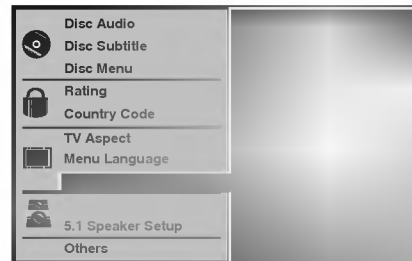 Disc Audio
Disc Subtitle
Disc Menu
Rating
Country Code
TV Aspect
Menu Language
5.1 Speaker Setup
Others